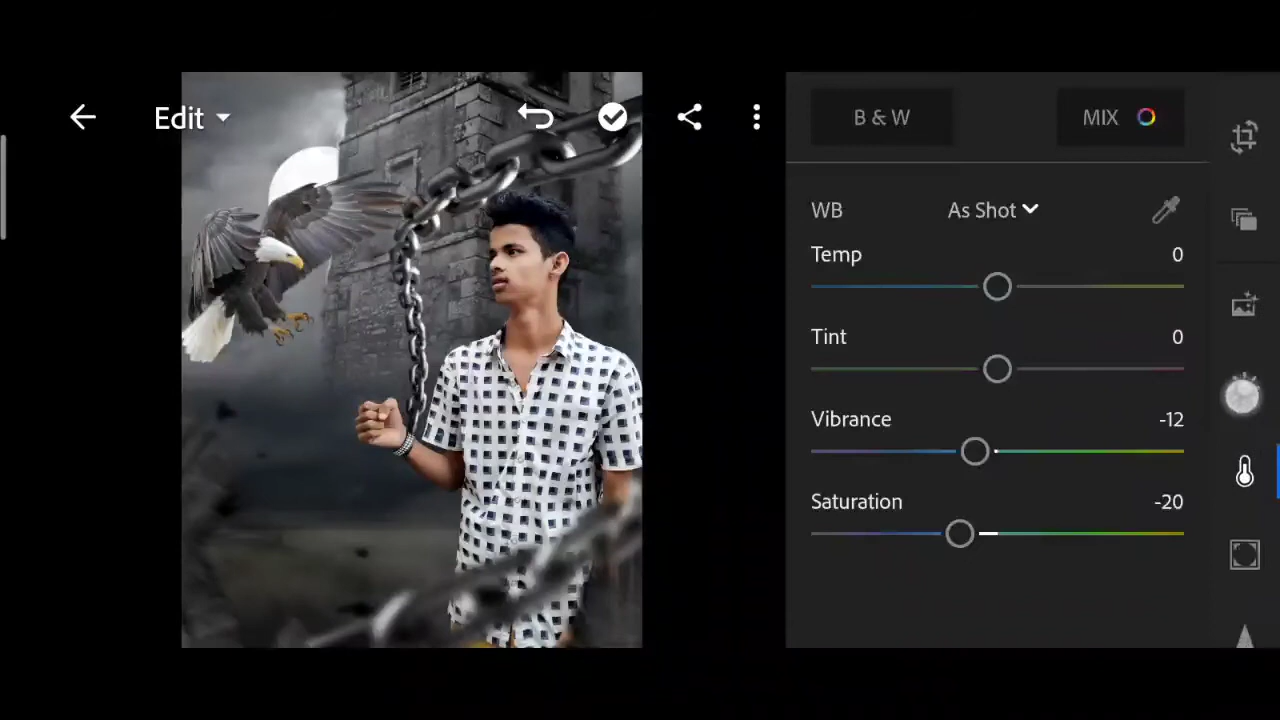 Edit
B & W
MIX
WB
As Shot
Temp
0
Tint
0
Vibrance
-12
Saturation
-20